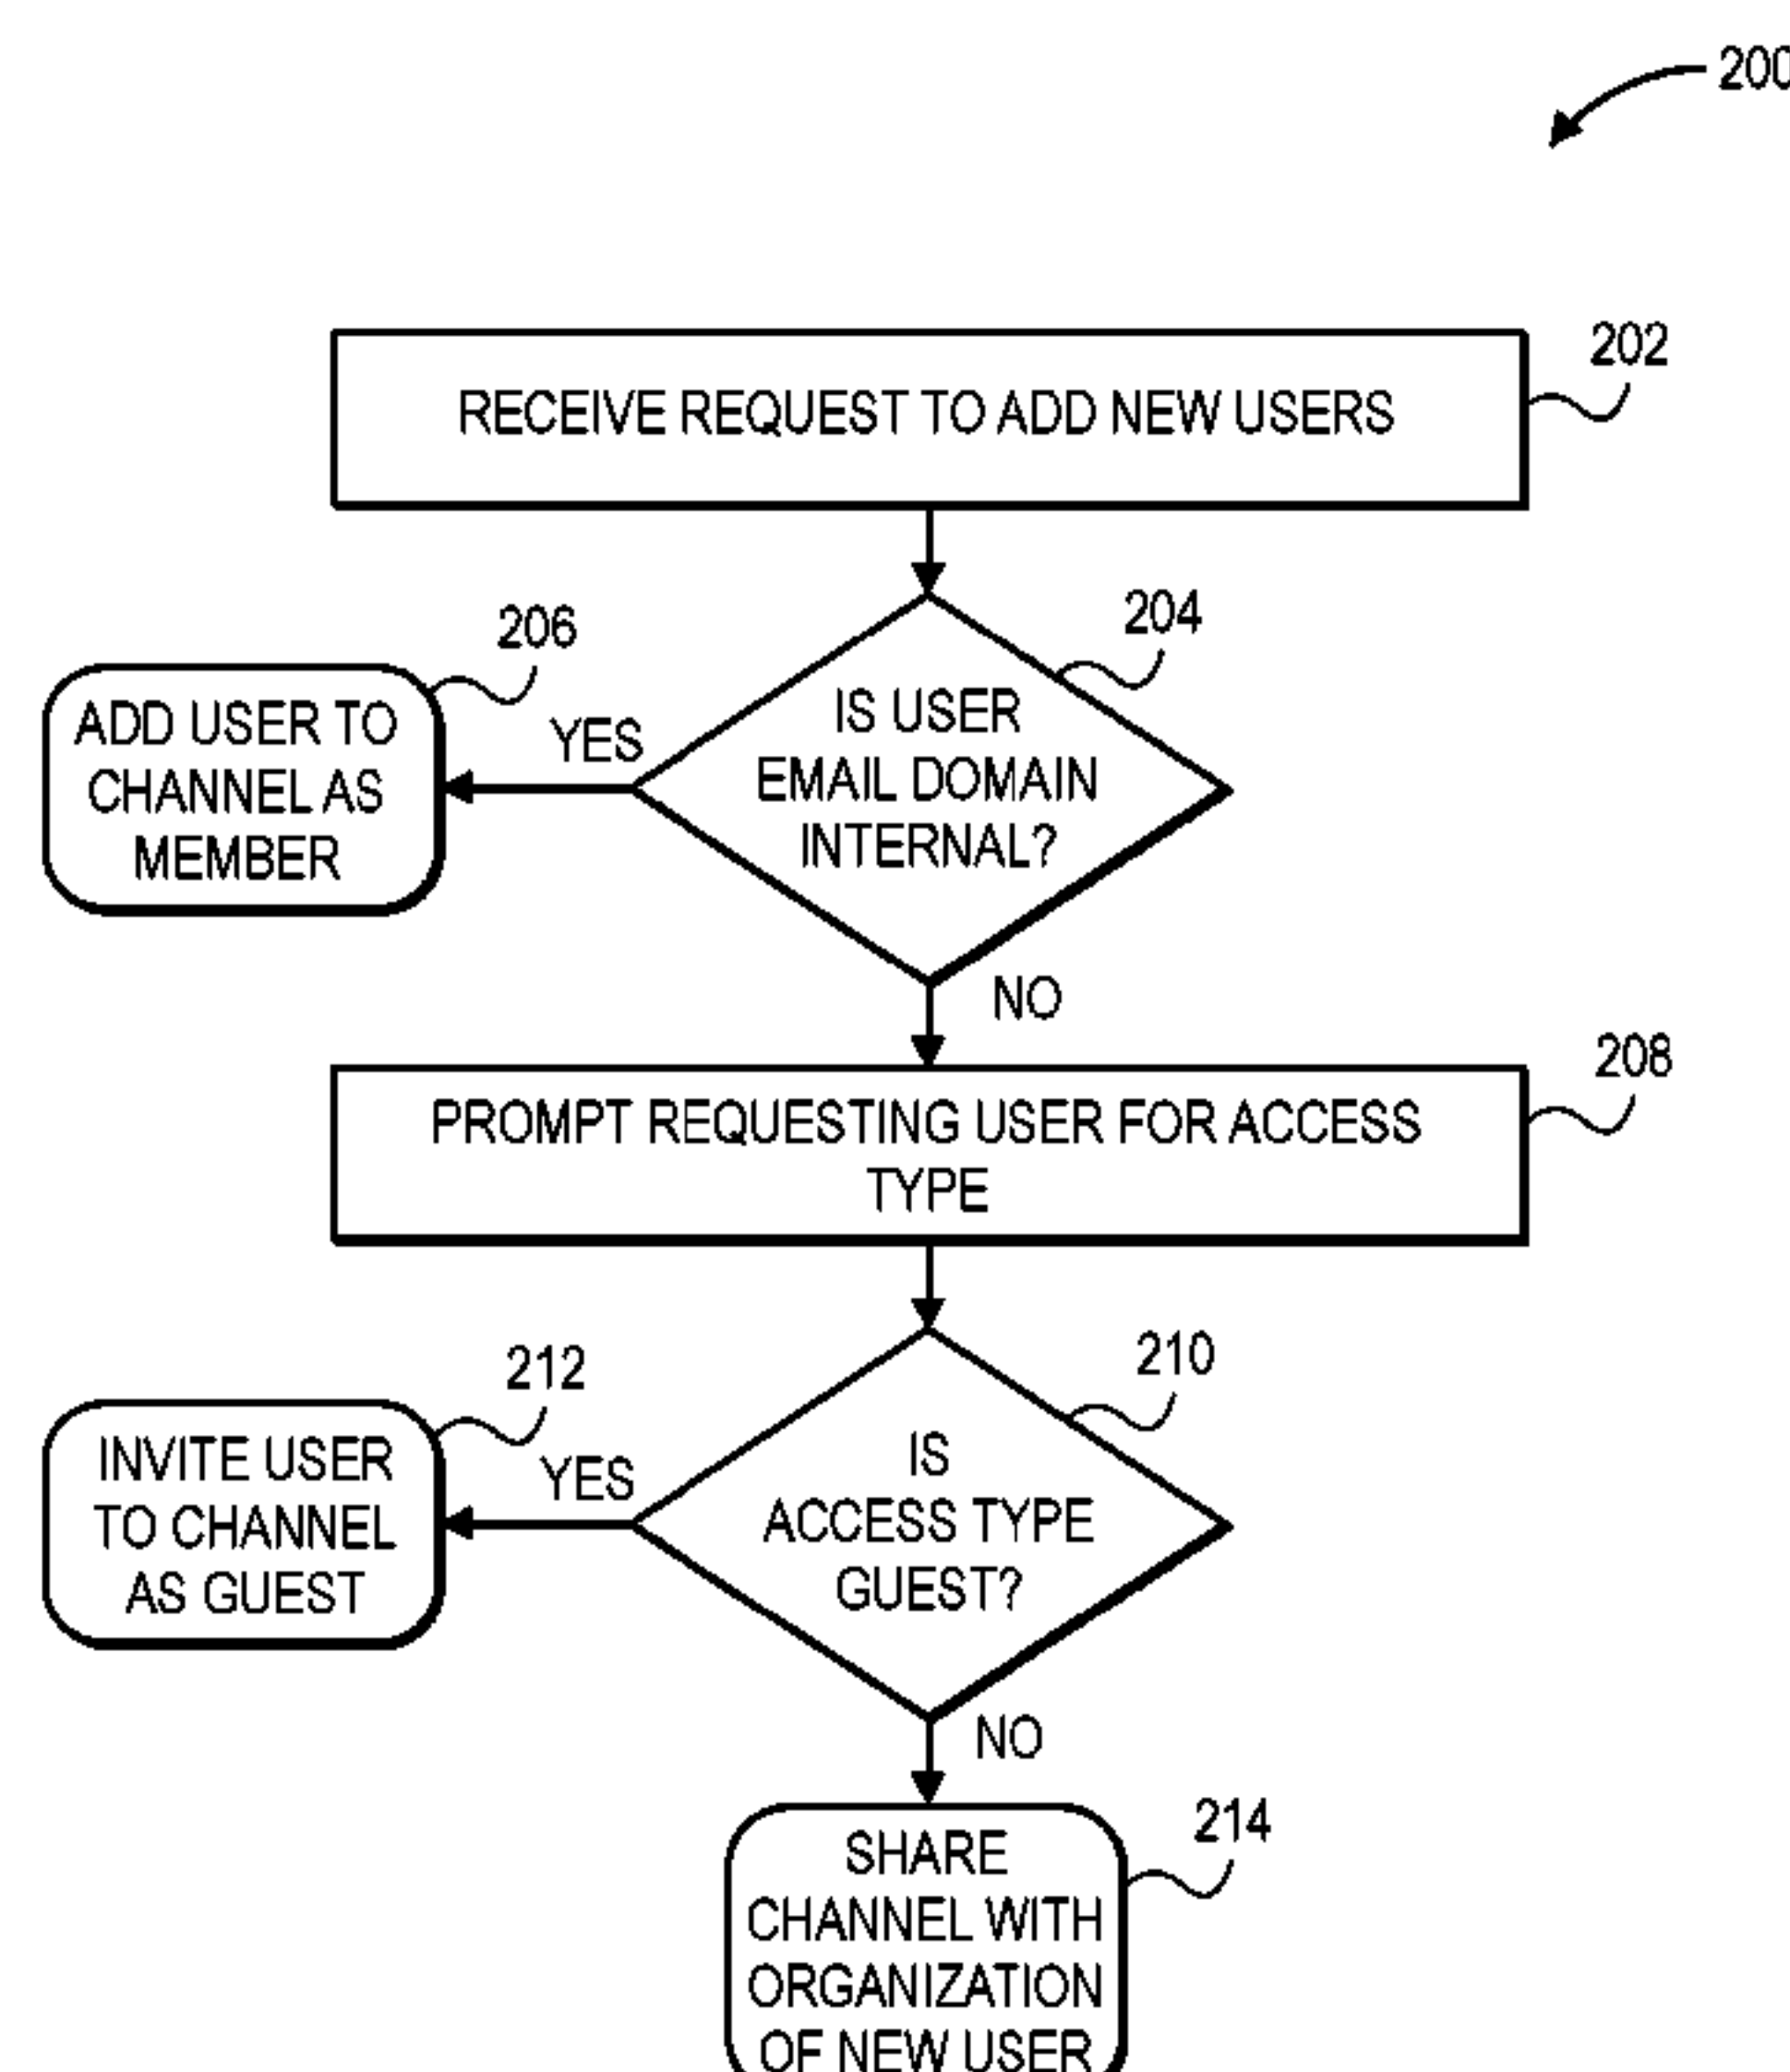 200
RECEIVE REQUEST TO ADD NEW USERS
202
204
206
IS USER
EMAIL DOMAIN
INTERNAL?
YES
ADD USER TO
CHANNEL AS
MEMBER
NO
208
PROMPT REQUESTING USER FOR ACCESS
TYPE
210
212
IS
ACCESS TYPE
GUEST?
YES
INVITE USER
TO CHANNEL
AS GUEST
NO
214
SHARE
CHANNEL WITH
ORGANIZATION
OF NEW USER